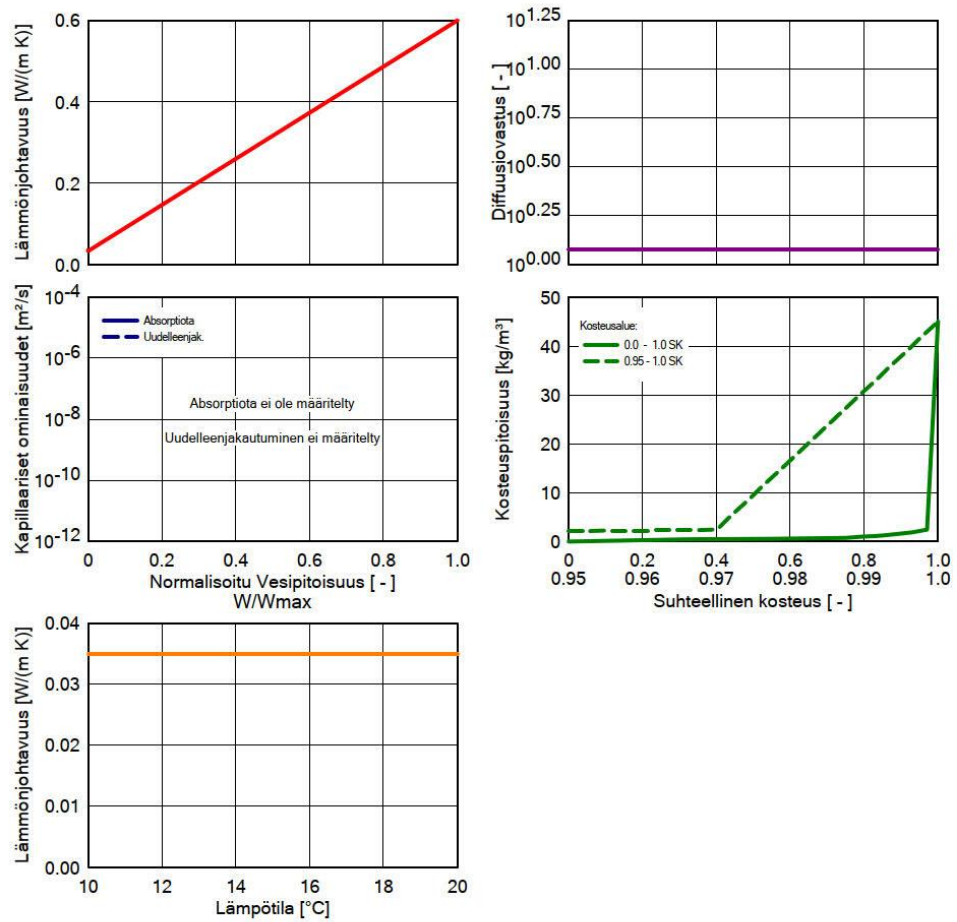 Lämmönjohtavuus [W/(m K)]
0.6
0.4
0.2
0.0
Diffuusiovastus [ - ]
10^1.25
10^1.00
10^0.75
10^0.50
10^0.25
10^0.00
Kapillaariset ominaisuudet [m²/s]
10^-4
10^-6
10^-8
10^-10
10^-12
Absorptiota
Uudelleenjak.
Absorptiota ei ole määritelty
Uudelleenjakautuminen ei määritelty
0 0.2 0.4 0.6 0.8 1.0
Normalisoitu Vesipitoisuus [ - ]
W/Wmax
Kosteuspitoisuus [kg/m³]
50
40
30
20
10
0
Kosteusalue:
0.0 - 1.0 SK
0.95 - 1.0 SK
0 0.2 0.4 0.6 0.8 1.0
0.95 0.96 0.97 0.98 0.99 1.0
Suhteellinen kosteus [ - ]
Lämmönjohtavuus [W/(m K)]
0.04
0.03
0.02
0.01
0.00
10 12 14 16 18 20
Lämpötila [°C]